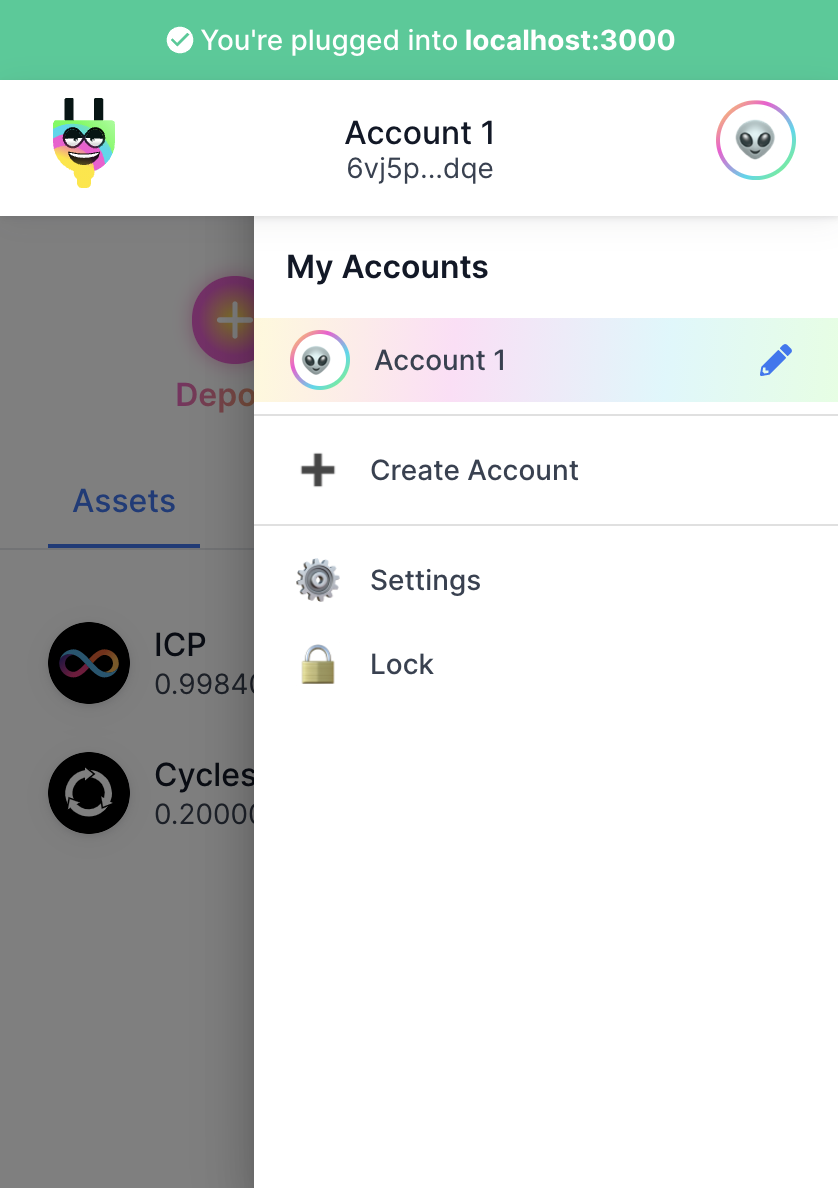 You're plugged into localhost:3000
Account 1
6vj5p...dqe
My Accounts
Account 1
Create Account
Settings
Lock
Depo
Assets
ICP
0.9984
Cycles
0.2000